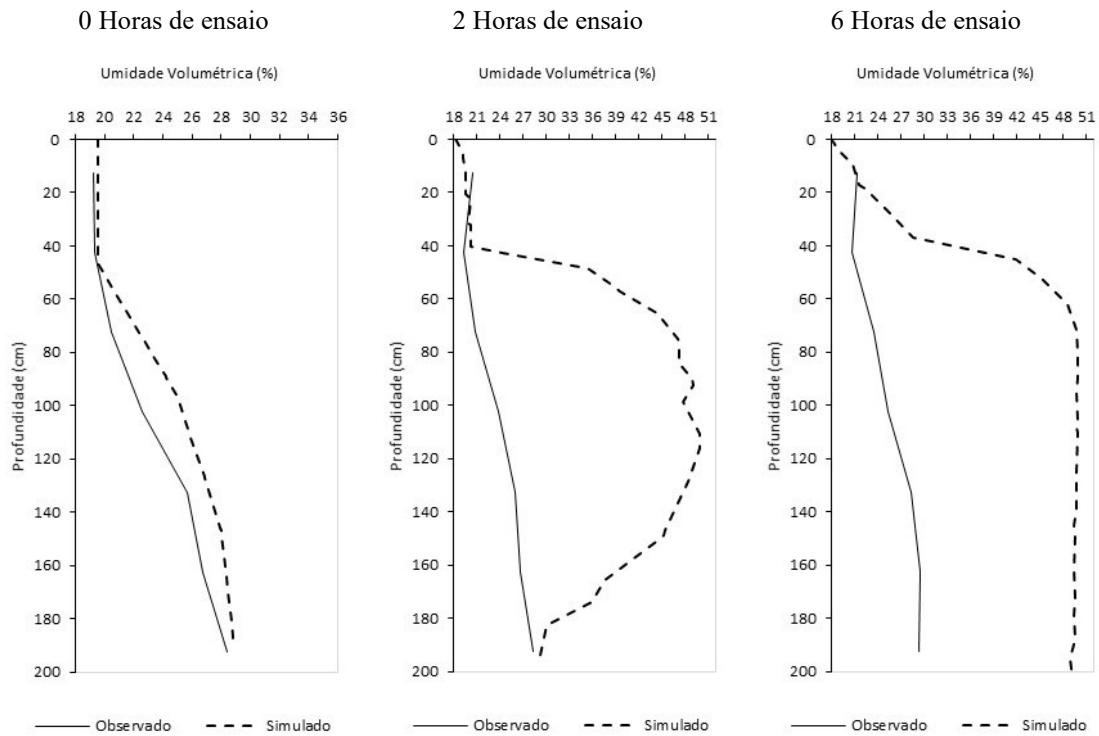 0 Horas de ensaio
Umidade Volumétrica (%)
18 20 22 24 26 28 30 32 34 36
0
20
40
60
80
100
120
140
160
180
200
Profundidade (cm)
Observado Simulado
2 Horas de ensaio
Umidade Volumétrica (%)
18 21 24 27 30 33 36 39 42 45 48 51
0
20
40
60
80
100
120
140
160
180
200
Profundidade (cm)
Observado Simulado
6 Horas de ensaio
Umidade Volumétrica (%)
18 21 24 27 30 33 36 39 42 45 48 51
0
20
40
60
80
100
120
140
160
180
200
Profundidade (cm)
Observado Simulado